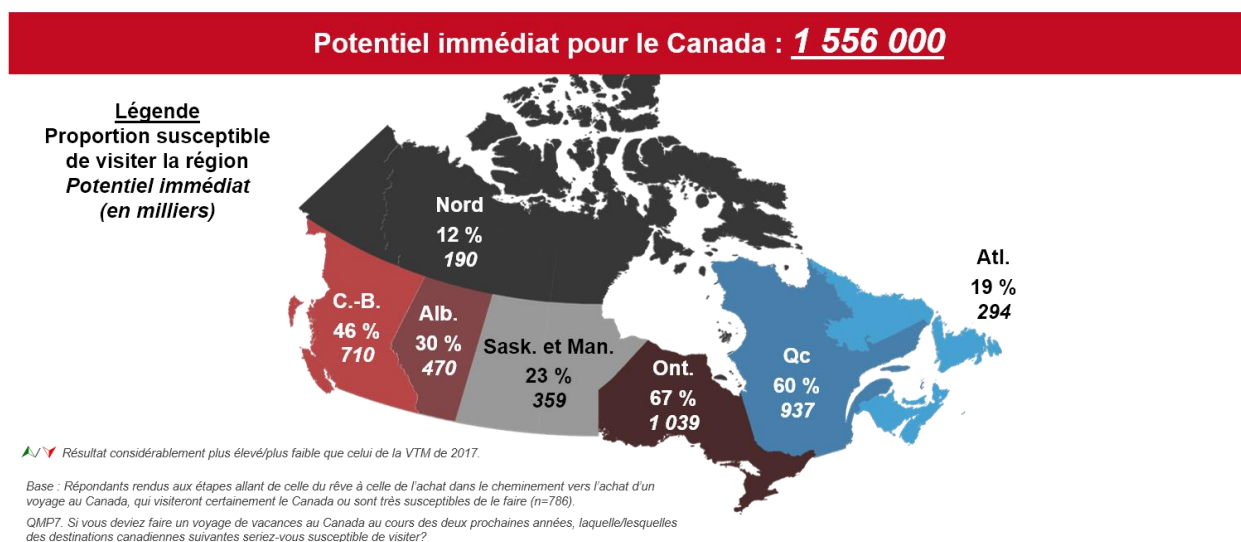 Potentiel immédiat pour le Canada : 1 556 000
Légende
Proportion susceptible
de visiter la région
Potentiel immédiat
(en milliers)
Nord
12 %
190
C.-B.
46 %
710
Alb.
30 %
470
Sask. et Man.
23 %
359
Ont.
67 %
1 039
Qc
60 %
937
Atl.
19 %
294
/ Résultat considérablement plus élevé/plus faible que celui de la VTM de 2017.
Base : Répondants rendus aux étapes allant de celle du rêve à celle de l'achat dans le cheminement vers l'achat d'un
voyage au Canada, qui visiteront certainement le Canada ou sont très susceptibles de le faire (n=786).
QMP7. Si vous deviez faire un voyage de vacances au Canada au cours des deux prochaines années, laquelle/lesquelles
des destinations canadiennes suivantes seriez-vous susceptible de visiter?